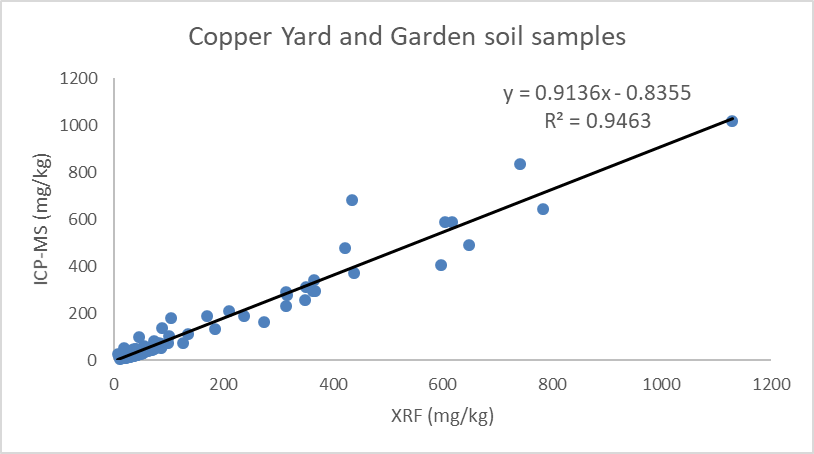 Copper Yard and Garden soil samples
y = 0.9136x - 0.8355
R² = 0.9463
1200
1000
800
600
400
200
0
ICP-MS (mg/kg)
0 200 400 600 800 1000 1200
XRF (mg/kg)